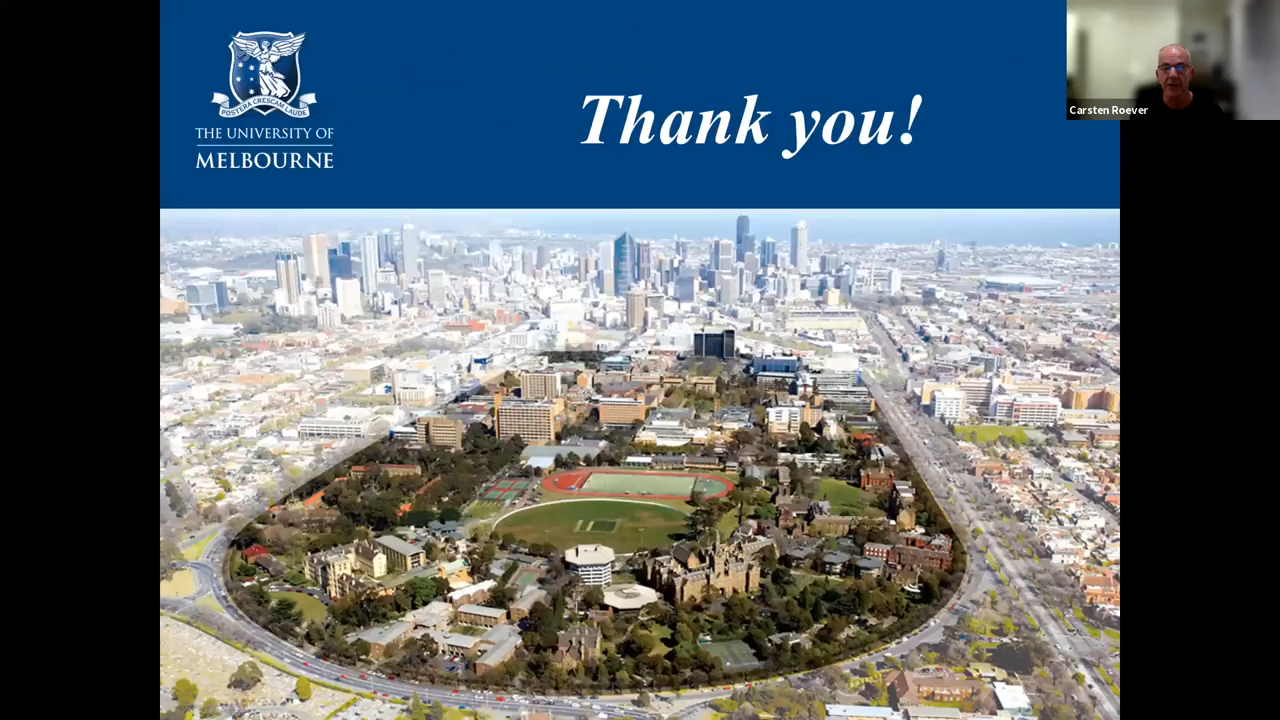 POSTERA CRESCAM LAUDE
THE UNIVERSITY OF
MELBOURNE
Thank you!
Carsten Roever